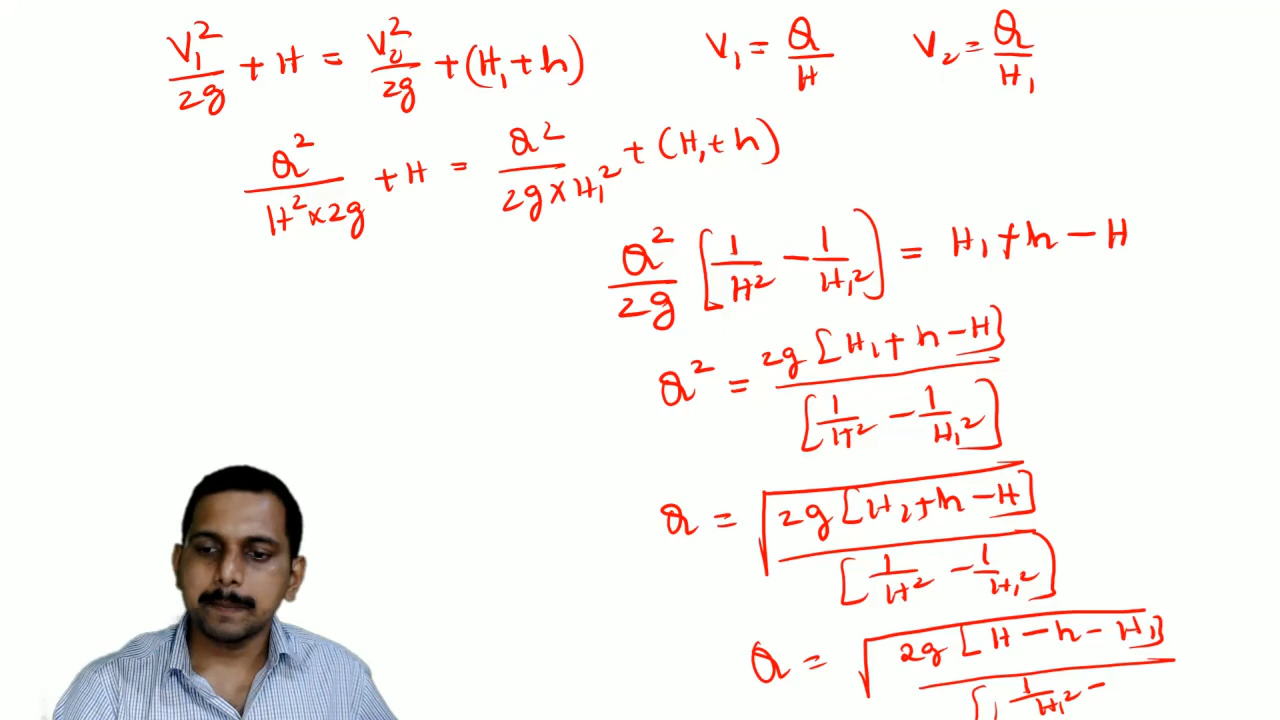 V₁²/2g + H = V₂²/2g + (H₁ + h)    V₁ = Q/H    V₂ = Q/H₁
Q²/(H² × 2g) + H = Q²/(2g × H₁²) + (H₁ + h)
Q²/2g [1/H² − 1/H₁²] = H₁ + h − H
Q² = 2g [H₁ + h − H] / [1/H² − 1/H₁²]
Q = √(2g [H₂ + h − H] / [1/H² − 1/H₁²])
Q = √(2g [H − h − H₁] / [1/H₁² −